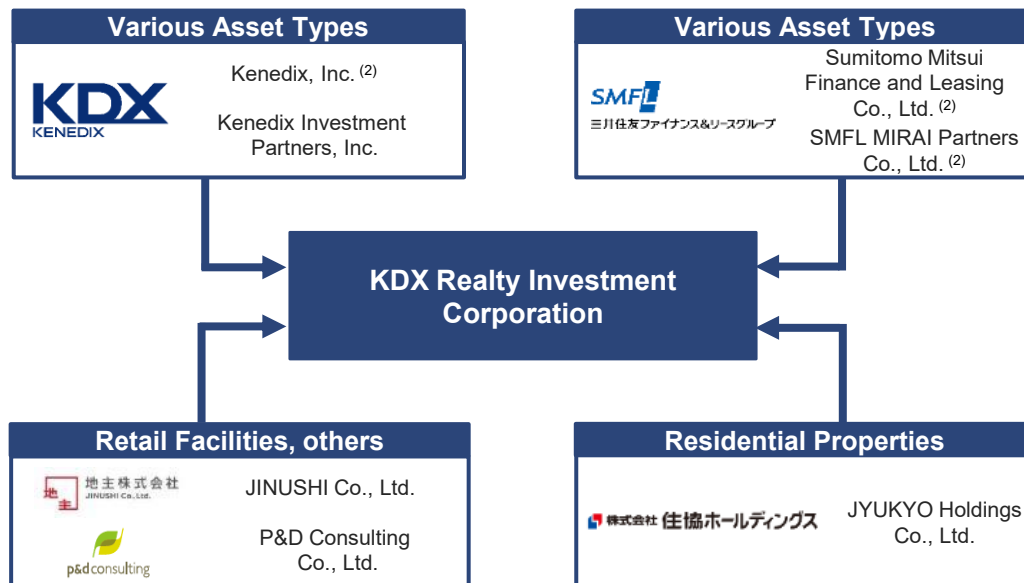 Various Asset Types
KDX
KENEDIX
Kenedix, Inc. (2)
Kenedix Investment
Partners, Inc.
Various Asset Types
SMFL
三井住友ファイナンス&リースグループ
Sumitomo Mitsui
Finance and Leasing
Co., Ltd. (2)
SMFL MIRAI Partners
Co., Ltd. (2)
KDX Realty Investment
Corporation
Retail Facilities, others
地主
地主株式会社
JINUSHI Co., Ltd.
JINUSHI Co., Ltd.
p&d consulting
P&D Consulting
Co., Ltd.
Residential Properties
株式会社 住協ホールディングス
JYUKYO Holdings
Co., Ltd.